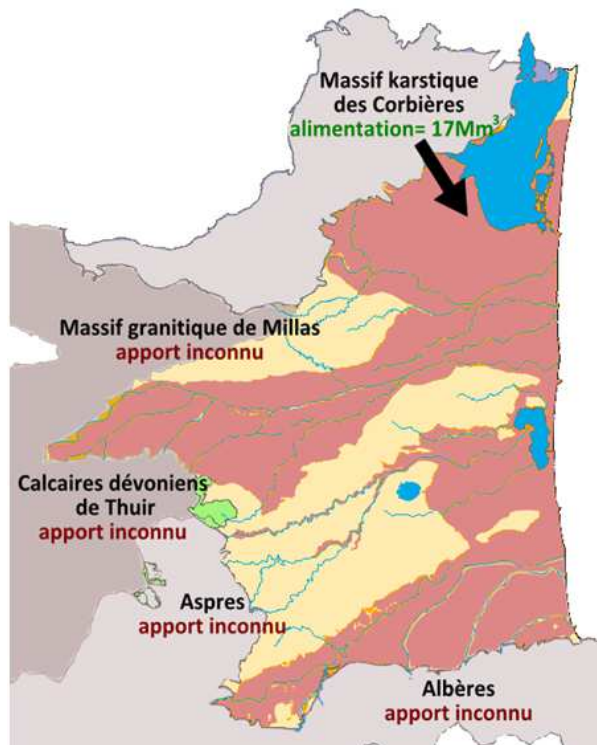 Massif karstique
des Corbières
alimentation= 17Mm³
Massif granitique de Millas
apport inconnu
Calcaires dévoniens
de Thuir
apport inconnu
Aspres
apport inconnu
Albères
apport inconnu